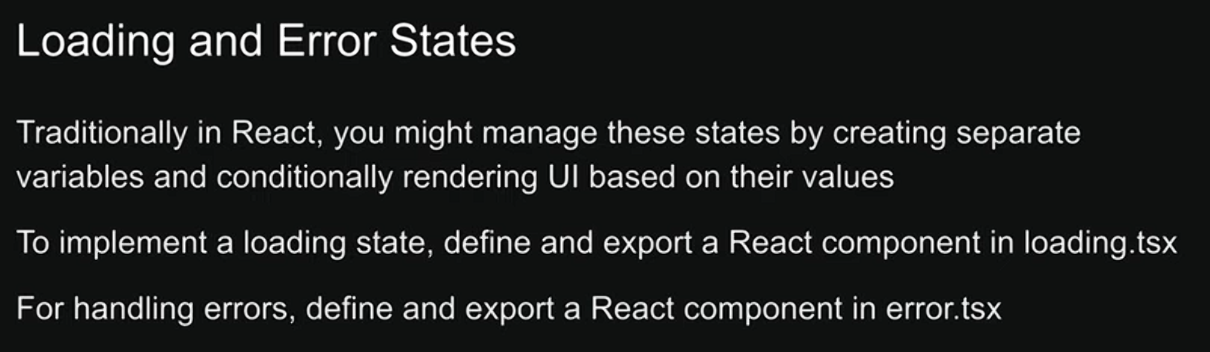 Loading and Error States
Traditionally in React, you might manage these states by creating separate
variables and conditionally rendering UI based on their values
To implement a loading state, define and export a React component in loading.tsx
For handling errors, define and export a React component in error.tsx